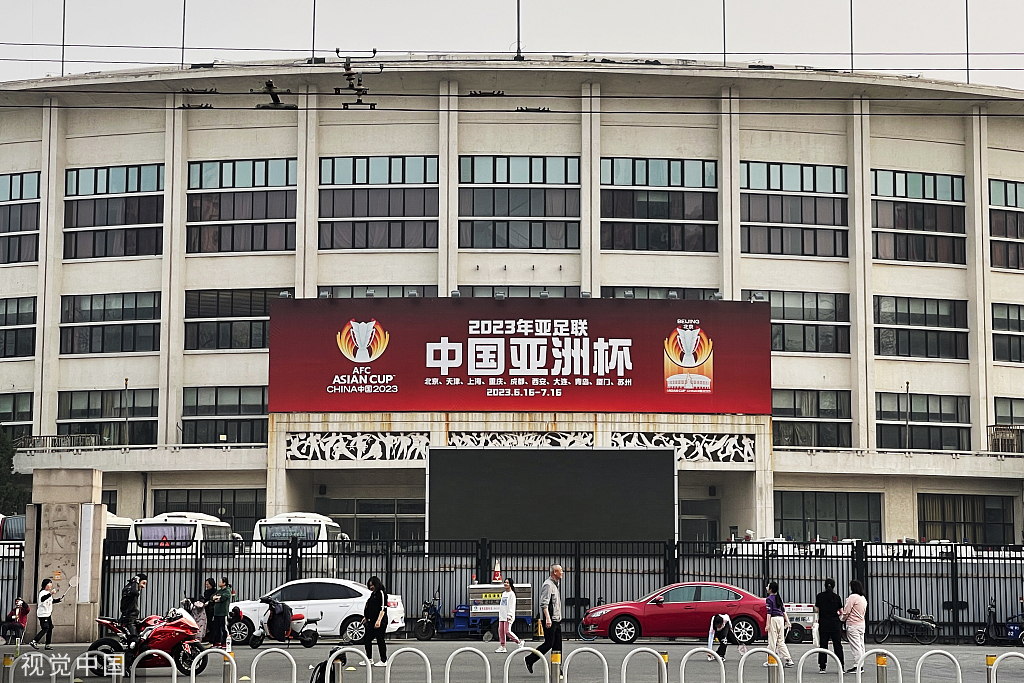 2023年亚足联
中国亚洲杯
北京、天津、上海、重庆、成都、西安、大连、青岛、厦门、苏州
2023.6.16-7.16
AFC
ASIAN CUP™
CHINA中国2023
BEIJING
北京
视觉中国